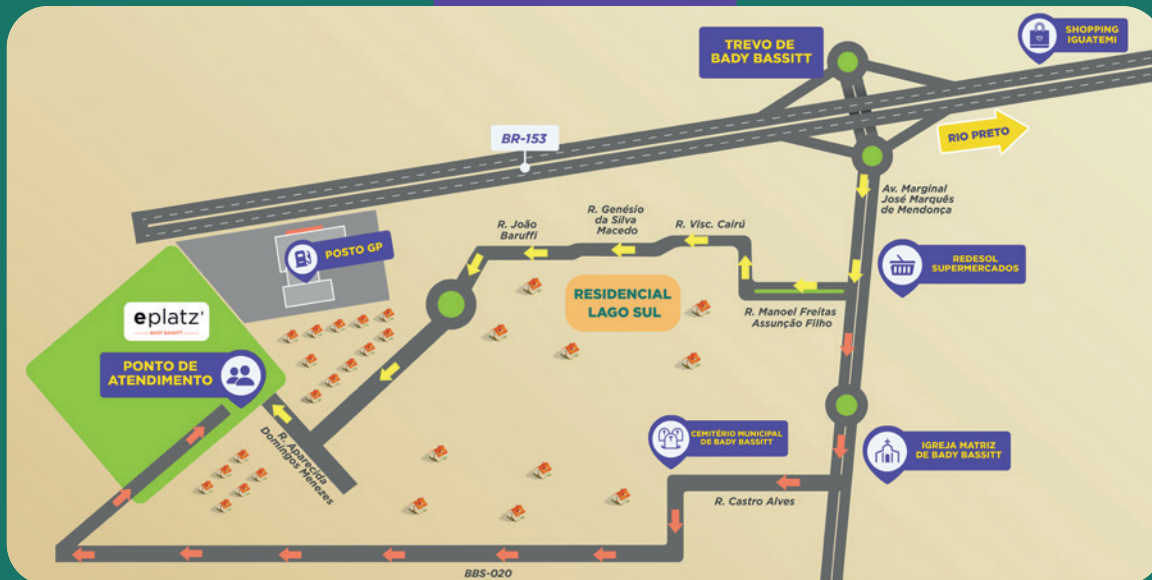 TREVO DE
BADY BASSITT
SHOPPING
IGUATEMI
BR-153
RIO PRETO
Av. Marginal
José Marquês
de Mendonça
R. João
Baruffi
R. Genésio
da Silva
Macedo
R. Visc. Cairú
POSTO GP
REDESOL
SUPERMERCADOS
RESIDENCIAL
LAGO SUL
R. Manoel Freitas
Assunção Filho
eplatz'
BADY BASSITT
PONTO DE
ATENDIMENTO
R. Aparecida
Domingos Menezes
CEMITÉRIO MUNICIPAL
DE BADY BASSITT
IGREJA MATRIZ
DE BADY BASSITT
R. Castro Alves
BBS-020